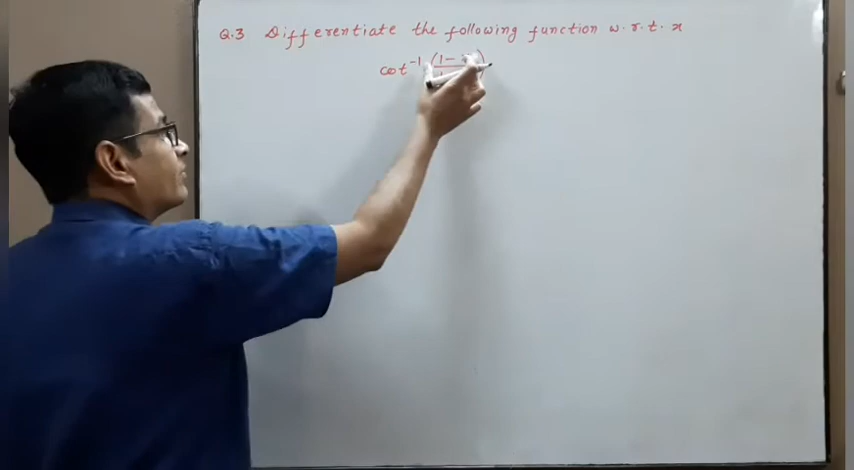 Q.3 Differentiate the following function w.r.t. x
cot⁻¹ (1-